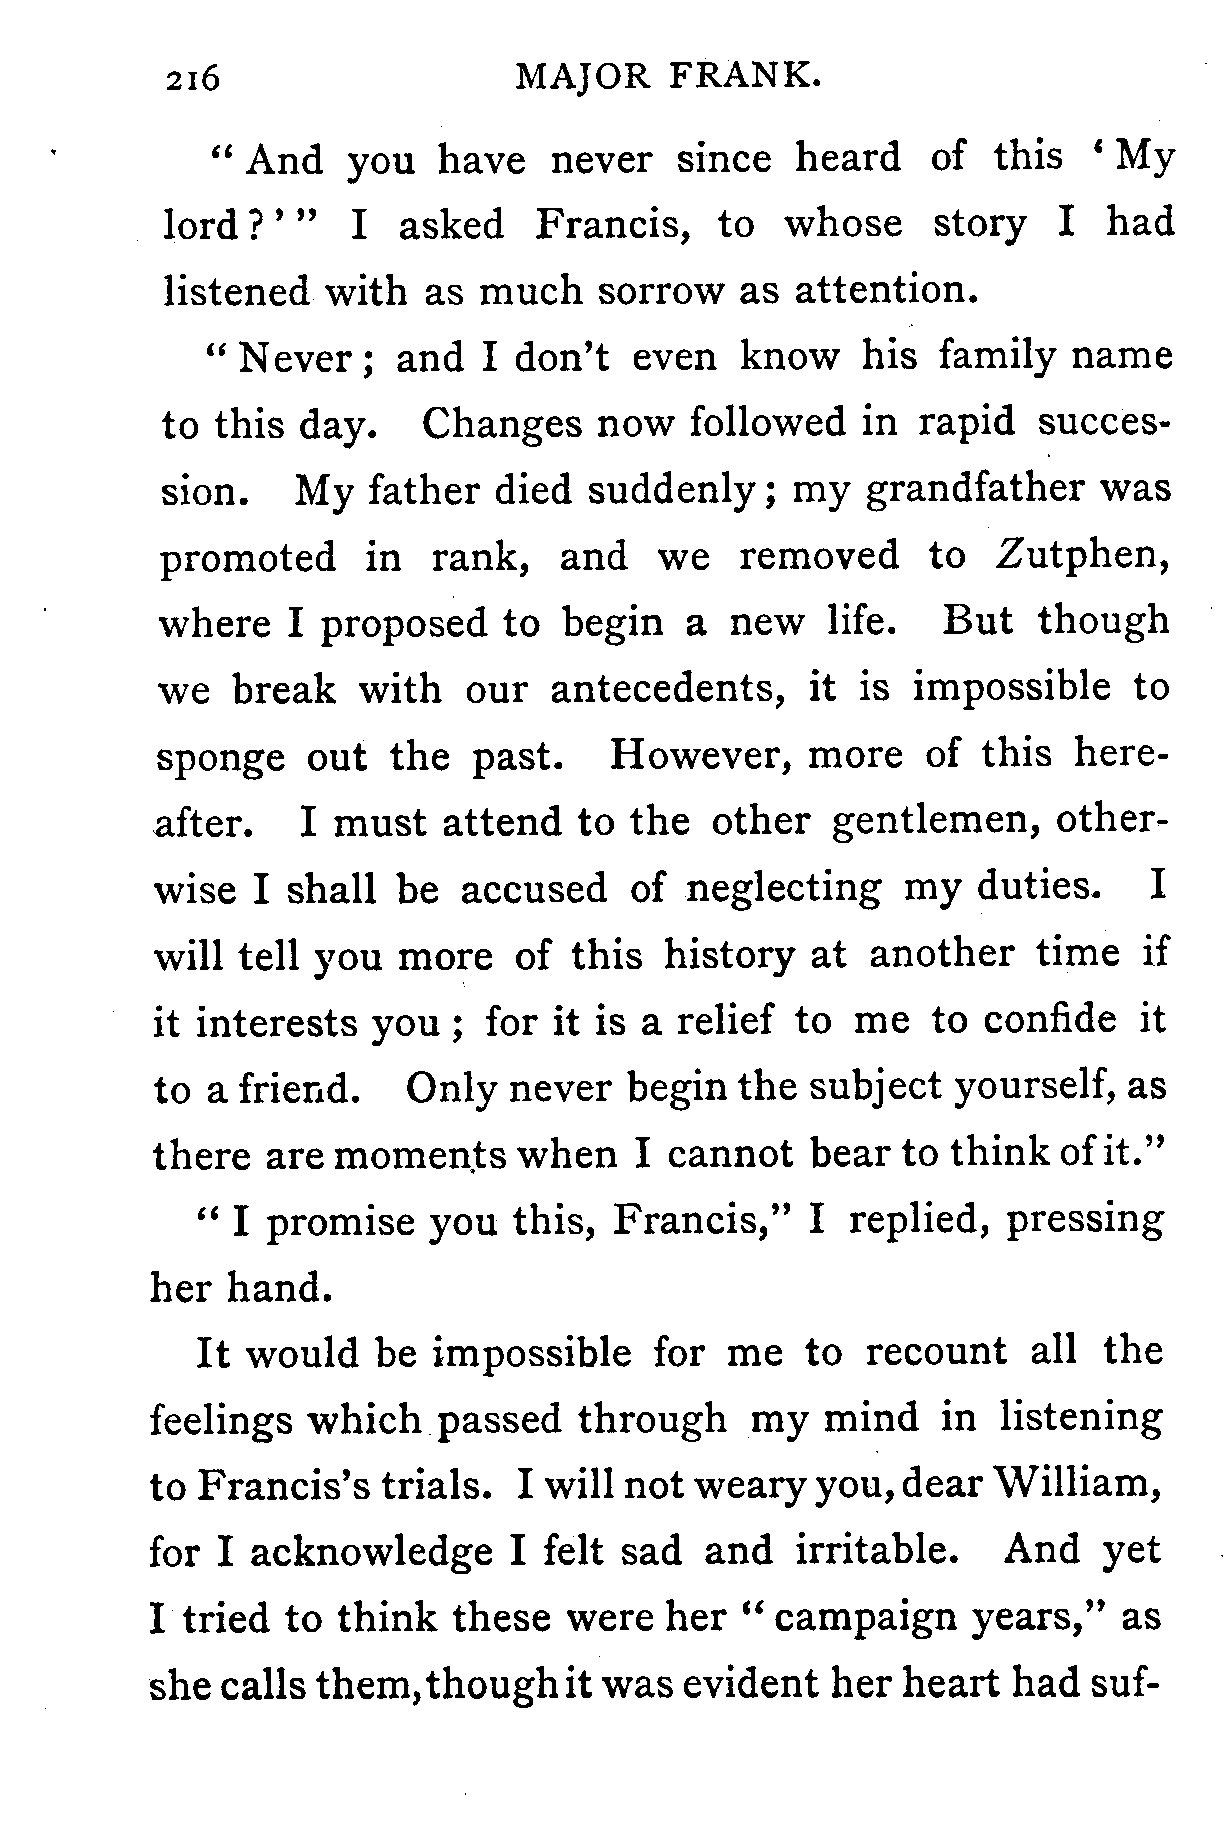 216 MAJOR FRANK.
“ And you have never since heard of this ‘ My
lord ? ’ ” I asked Francis, to whose story I had
listened with as much sorrow as attention.
“ Never ; and I don’t even know his family name
to this day. Changes now followed in rapid succes-
sion. My father died suddenly ; my grandfather was
promoted in rank, and we removed to Zutphen,
where I proposed to begin a new life. But though
we break with our antecedents, it is impossible to
sponge out the past. However, more of this here-
after. I must attend to the other gentlemen, other-
wise I shall be accused of neglecting my duties. I
will tell you more of this history at another time if
it interests you ; for it is a relief to me to confide it
to a friend. Only never begin the subject yourself, as
there are moments when I cannot bear to think of it.”
“ I promise you this, Francis,” I replied, pressing
her hand.
It would be impossible for me to recount all the
feelings which passed through my mind in listening
to Francis’s trials. I will not weary you, dear William,
for I acknowledge I felt sad and irritable. And yet
I tried to think these were her “ campaign years,” as
she calls them, though it was evident her heart had suf-